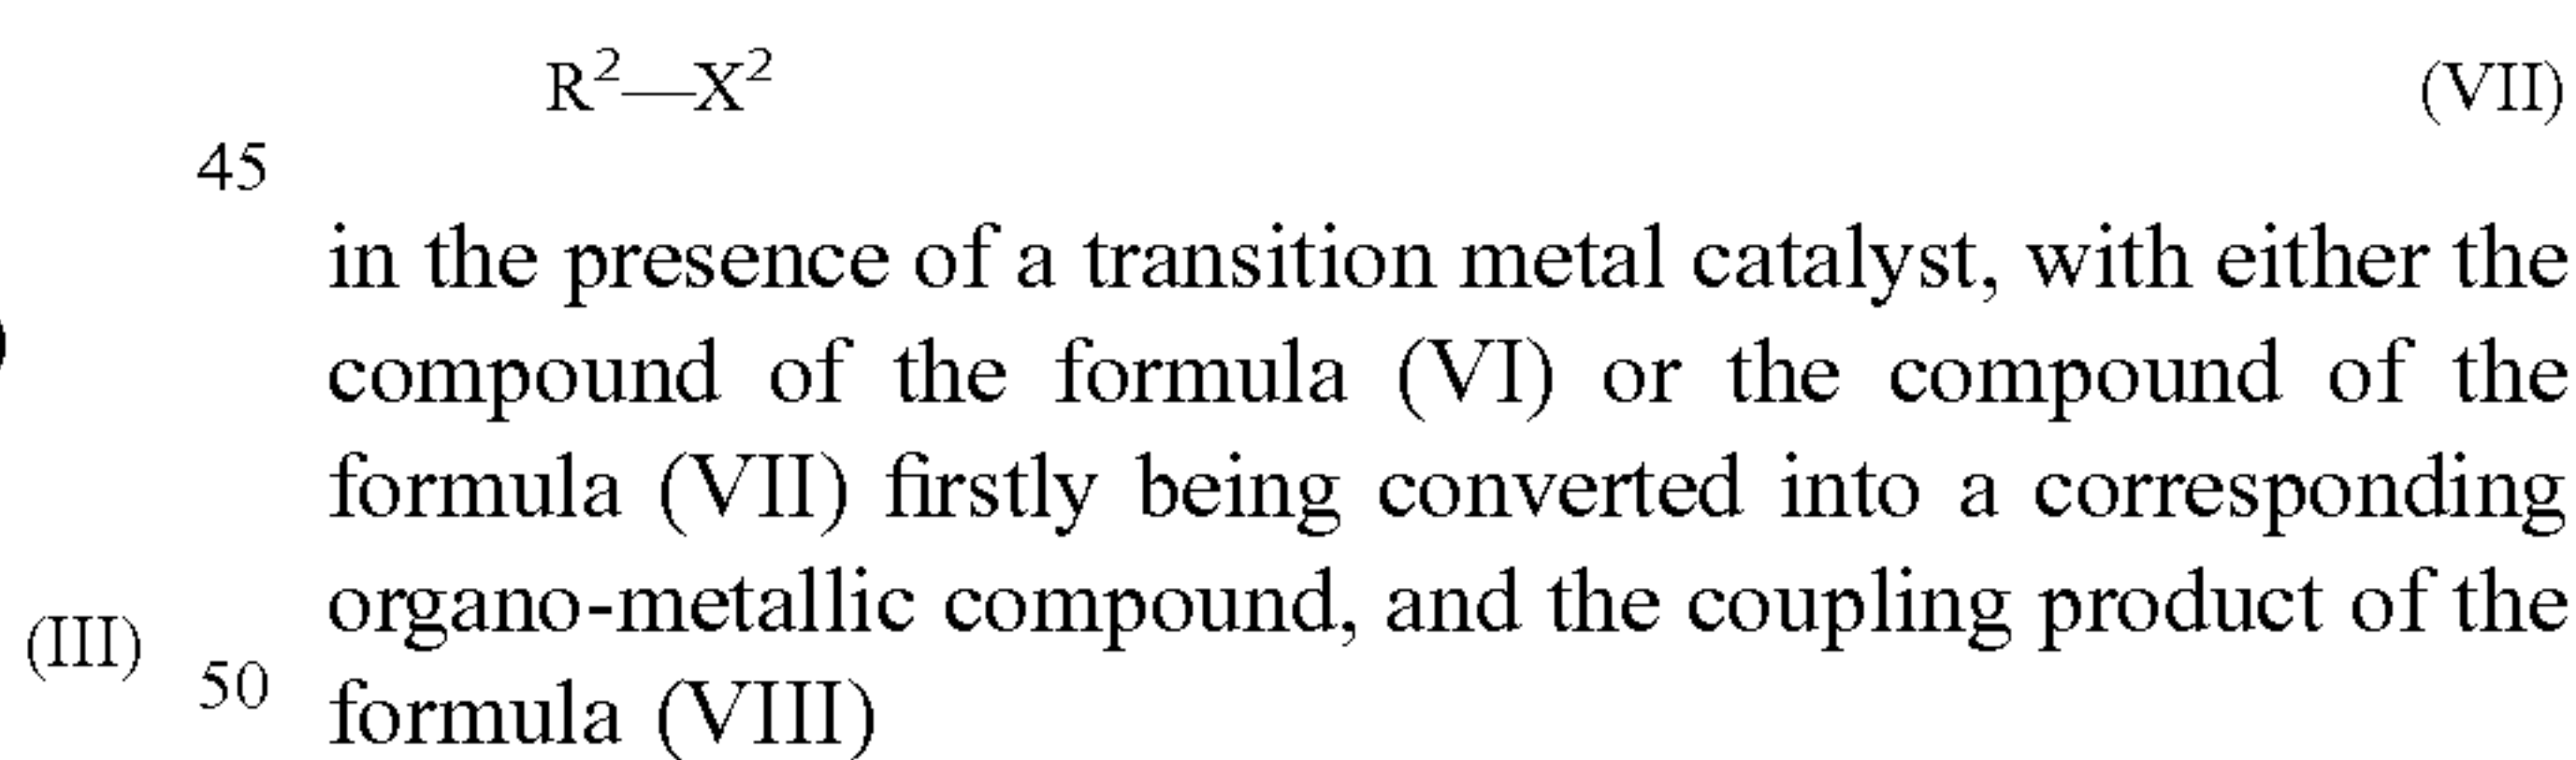 R²—X² (VII)
45
in the presence of a transition metal catalyst, with either the
compound of the formula (VI) or the compound of the
formula (VII) firstly being converted into a corresponding
organo-metallic compound, and the coupling product of the
(III) 50
formula (VIII)